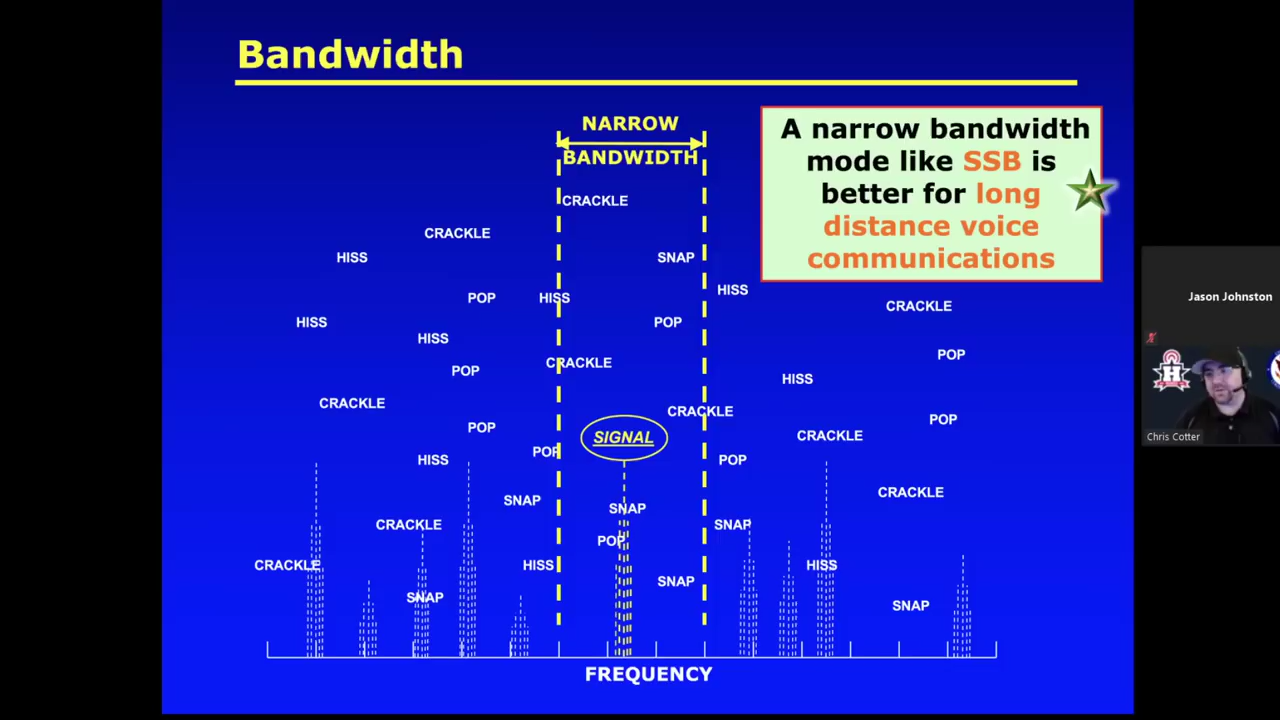 Bandwidth
NARROW
BANDWIDTH
A narrow bandwidth
mode like SSB is
better for long
distance voice
communications
CRACKLE
CRACKLE
HISS
SNAP
HISS
POP
HISS
CRACKLE
HISS
POP
HISS
POP
CRACKLE
POP
HISS
CRACKLE
CRACKLE
POP
POP
SIGNAL
CRACKLE
POP
HISS
POP
CRACKLE
SNAP
SNAP
CRACKLE
SNAP
POP
CRACKLE
HISS
HISS
SNAP
SNAP
SNAP
FREQUENCY
Jason Johnston
H
Chris Cotter